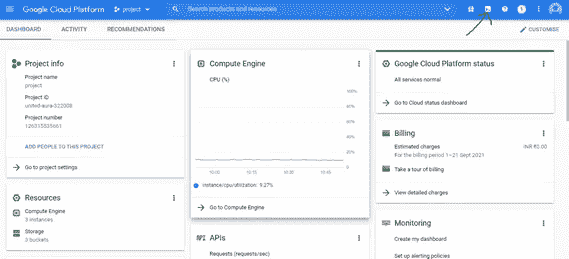 Google Cloud Platform
project
Search products and resources
1
DASHBOARD
ACTIVITY
RECOMMENDATIONS
CUSTOMISE
Project info
Project name
project
Project ID
Project number
ADD PEOPLE TO THIS PROJECT
Go to project settings
Resources
Compute Engine
3 instances
Storage
3 buckets
Compute Engine
CPU (%)
100%
80%
60%
40%
20%
0
10:00
10:15
10:30
10:45
instance/cpu/utilization: 9.27%
Go to Compute Engine
APIs
Requests (requests/sec)
Google Cloud Platform status
All services normal
Go to Cloud status dashboard
Billing
Estimated charges
INR ₹0.00
For the billing period 1–21 Sept 2021
Take a tour of billing
View detailed charges
Monitoring
Create my dashboard
Set up alerting policies